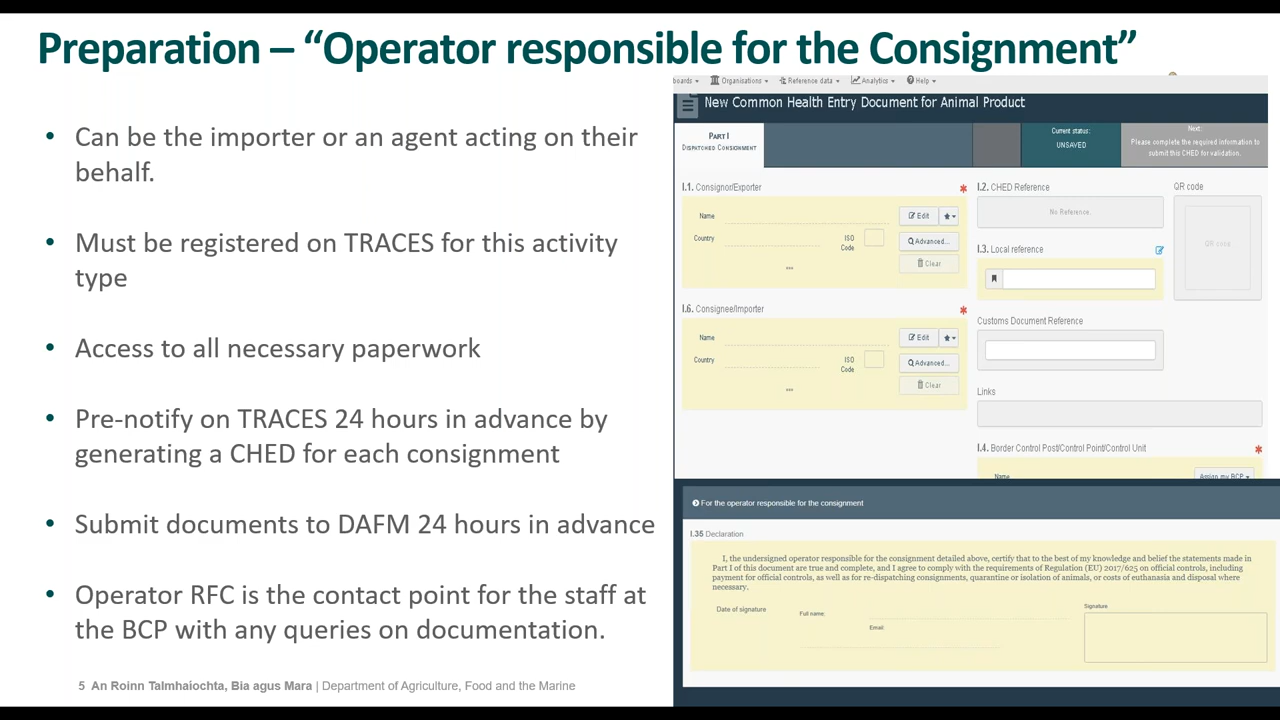 Preparation – “Operator responsible for the Consignment”
• Can be the importer or an agent acting on their
behalf.
• Must be registered on TRACES for this activity
type
• Access to all necessary paperwork
• Pre-notify on TRACES 24 hours in advance by
generating a CHED for each consignment
• Submit documents to DAFM 24 hours in advance
• Operator RFC is the contact point for the staff at
the BCP with any queries on documentation.
5 An Roinn Talmhaíochta, Bia agus Mara | Department of Agriculture, Food and the Marine
boards Organisations Reference data Analytics Help
New Common Health Entry Document for Animal Product
PART I
DISPATCHED CONSIGNMENT
Current status:
UNSAVED
Next:
Please complete the required information to
submit this CHED for validation.
I.1. Consignor/Exporter *
Name
Edit
Country
ISO
Code
Advanced...
Clear
I.6. Consignee/Importer *
Name
Edit
Country
ISO
Code
Advanced...
Clear
I.2. CHED Reference
No Reference.
QR code
QR code
I.3. Local reference
Customs Document Reference
Links
I.4. Border Control Post/Control Point/Control Unit *
Name
Assign my BCP
For the operator responsible for the consignment
I.35 Declaration
I, the undersigned operator responsible for the consignment detailed above, certify that to the best of my knowledge and belief the statements made in
Part I of this document are true and complete, and I agree to comply with the requirements of Regulation (EU) 2017/625 on official controls, including
payment for official controls, as well as for re-dispatching consignments, quarantine or isolation of animals, or costs of euthanasia and disposal where
necessary.
Date of signature
Full name:
Email:
Signature